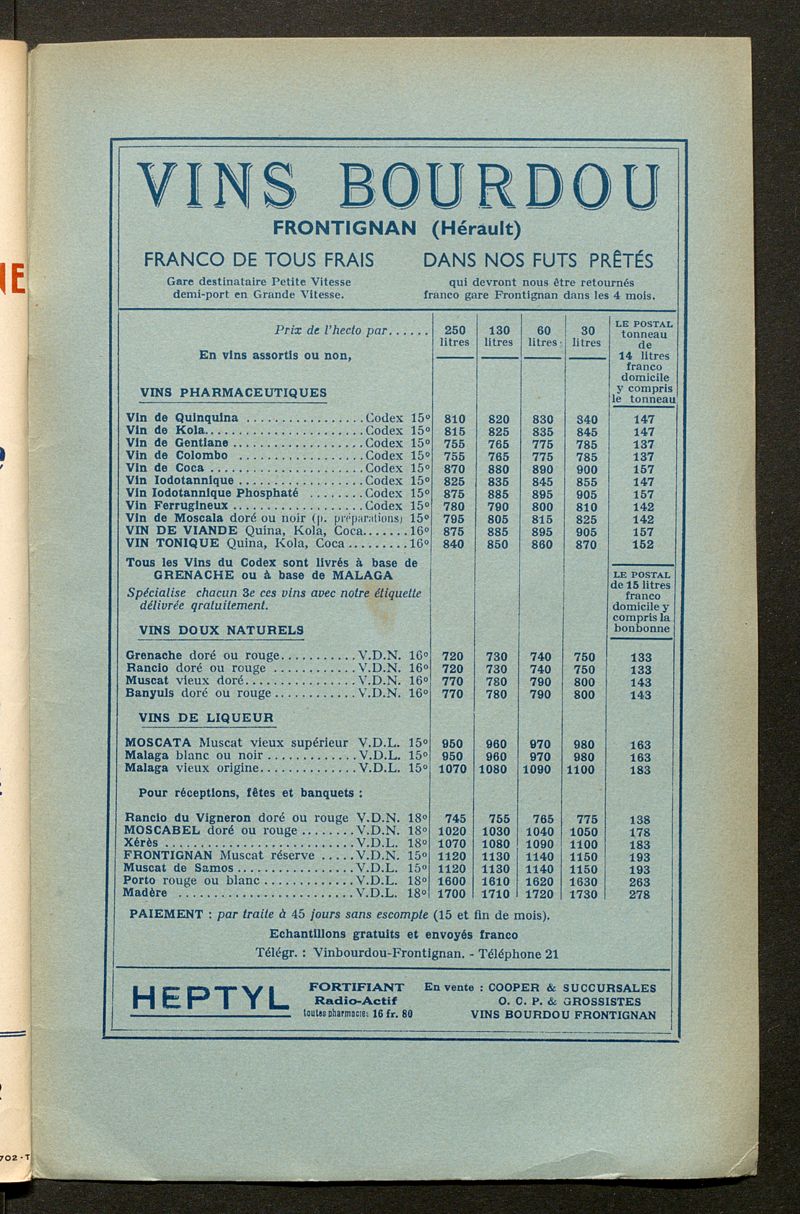 VINS BOURDOU
FRONTIGNAN (Hérault)
FRANCO DE TOUS FRAIS
Gare destinataire Petite Vitesse
demi-port en Grande Vitesse.
DANS NOS FUTS PRÊTÉS
qui devront nous être retournés
franco gare Frontignan dans les 4 mois.
Prix de l'hecto par...... 250 litres 130 litres 60 litres 30 litres
LE POSTAL
tonneau
de
14 litres
franco
domicile
y compris
le tonneau
En vins assortis ou non,
VINS PHARMACEUTIQUES
Vin de Quinquina ................. Codex 15° 810 820 830 840 147
Vin de Kola....................... Codex 15° 815 825 835 845 147
Vin de Gentiane ................... Codex 15° 755 765 775 785 137
Vin de Colombo .................. Codex 15° 755 765 775 785 137
Vin de Coca ...................... Codex 15° 870 880 890 900 157
Vin Iodotannique .................. Codex 15° 825 835 845 855 147
Vin Iodotannique Phosphaté ........ Codex 15° 875 885 895 905 157
Vin Ferrugineux ................... Codex 15° 780 790 800 810 142
Vin de Moscala doré ou noir (p. préparations) 15° 795 805 815 825 142
VIN DE VIANDE Quina, Kola, Coca.......16° 875 885 895 905 157
VIN TONIQUE Quina, Kola, Coca .........16° 840 850 860 870 152
Tous les Vins du Codex sont livrés à base de
GRENACHE ou à base de MALAGA
Spécialise chacun 3e ces vins avec notre étiquette
délivrée gratuitement.
LE POSTAL
de 15 litres
franco
domicile y
compris la
bonbonne
VINS DOUX NATURELS
Grenache doré ou rouge...........V.D.N. 16° 720 730 740 750 133
Rancio doré ou rouge ............V.D.N. 16° 720 730 740 750 133
Muscat vieux doré................V.D.N. 16° 770 780 790 800 143
Banyuls doré ou rouge ............V.D.N. 16° 770 780 790 800 143
VINS DE LIQUEUR
MOSCATA Muscat vieux supérieur V.D.L. 15° 950 960 970 980 163
Malaga blanc ou noir .............V.D.L. 15° 950 960 970 980 163
Malaga vieux origine..............V.D.L. 15° 1070 1080 1090 1100 183
Pour réceptions, fêtes et banquets :
Rancio du Vigneron doré ou rouge V.D.N. 18° 745 755 765 775 138
MOSCABEL doré ou rouge ........V.D.N. 18° 1020 1030 1040 1050 178
Xérès ...........................V.D.L. 18° 1070 1080 1090 1100 183
FRONTIGNAN Muscat réserve .....V.D.N. 15° 1120 1130 1140 1150 193
Muscat de Samos .................V.D.L. 15° 1120 1130 1140 1150 193
Porto rouge ou blanc .............V.D.L. 18° 1600 1610 1620 1630 263
Madère .........................V.D.L. 18° 1700 1710 1720 1730 278
PAIEMENT : par traite à 45 jours sans escompte (15 et fin de mois).
Echantillons gratuits et envoyés franco
Télégr. : Vinbourdou-Frontignan. - Téléphone 21
HEPTYL
FORTIFIANT
Radio-Actif
toutes pharmacies 16 fr. 80
En vente : COOPER & SUCCURSALES
O. C. P. & GROSSISTES
VINS BOURDOU FRONTIGNAN
NE
702 - T